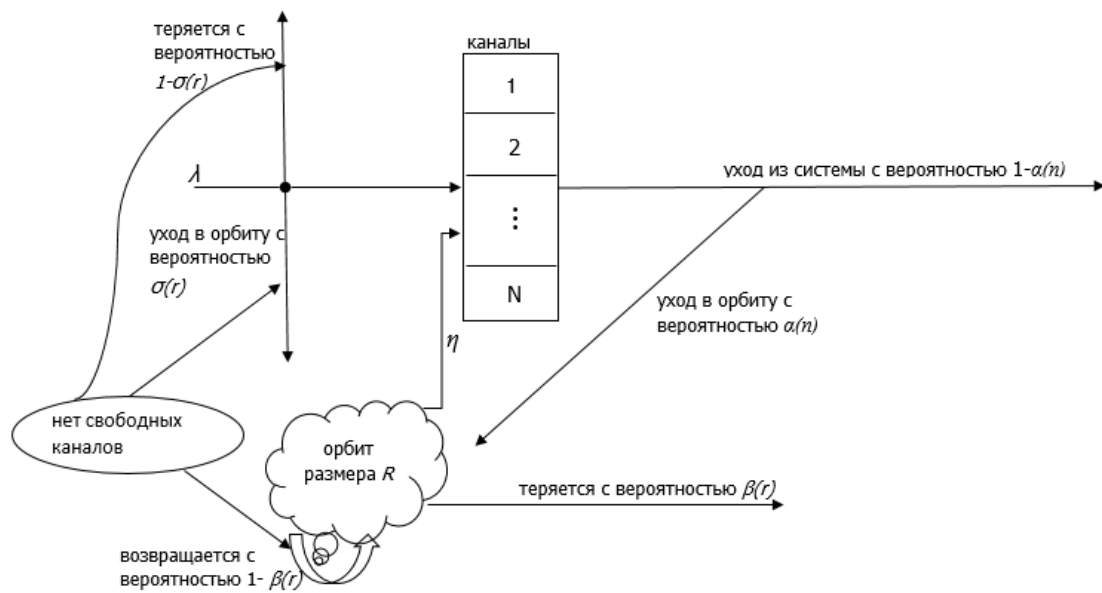 теряется с
вероятностью
1-σ(r)
каналы
1
2
⋮
N
λ
уход из системы с вероятностью 1-α(n)
уход в орбиту с
вероятностью
σ(r)
уход в орбиту с
вероятностью α(n)
η
нет свободных
каналов
орбит
размера R
теряется с вероятностью β(r)
возвращается с
вероятностью 1- β(r)